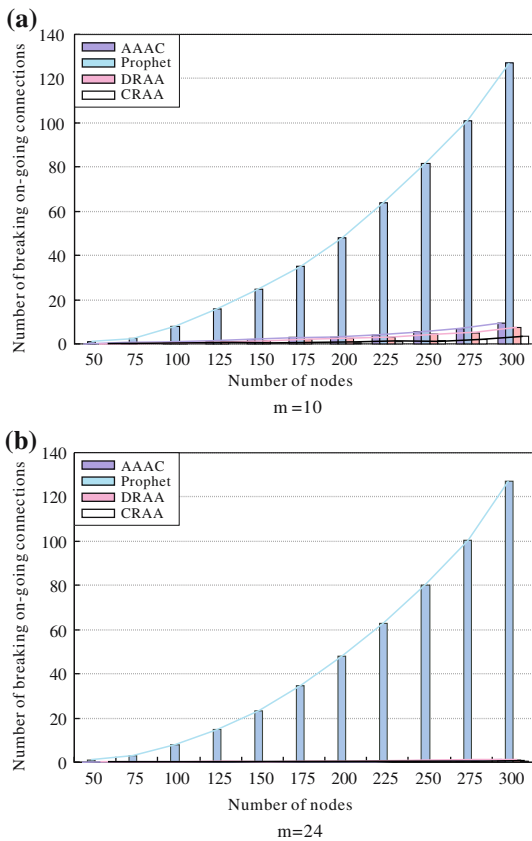 (a)
Number of breaking on-going connections
140
120
100
80
60
40
20
0
AAAC
Prophet
DRAA
CRAA
50 75 100 125 150 175 200 225 250 275 300
Number of nodes
m =10
(b)
Number of breaking on-going connections
140
120
100
80
60
40
20
0
AAAC
Prophet
DRAA
CRAA
50 75 100 125 150 175 200 225 250 275 300
Number of nodes
m=24